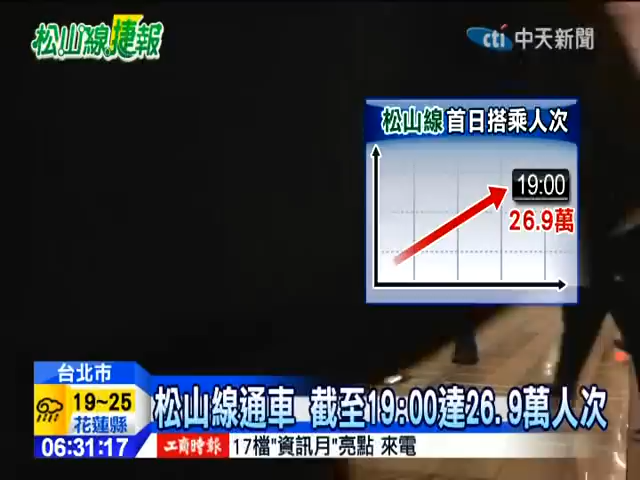 松山線捷報
cti 中天新聞
松山線首日搭乘人次
19:00
26.9萬
台北市
19~25
花蓮縣
松山線通車 截至19:00達26.9萬人次
06:31:17
工商時報 17檔"資訊月"亮點 來電